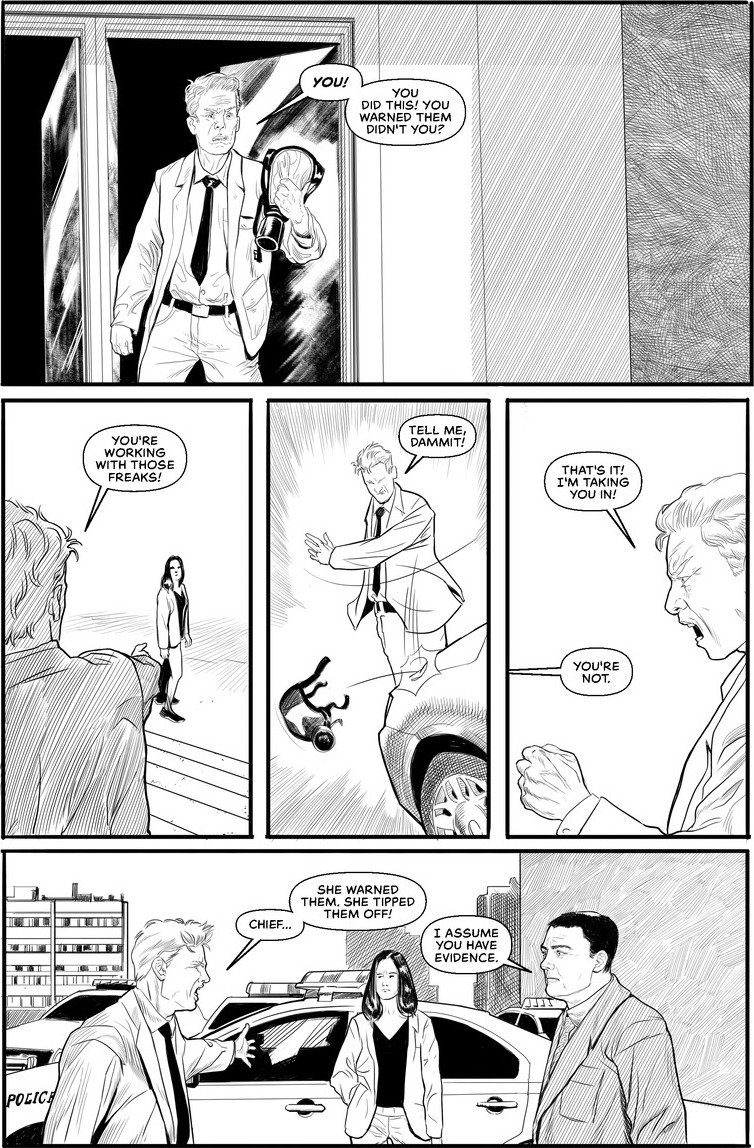 YOU!
YOU
DID THIS! YOU
WARNED THEM
DIDN'T YOU?
YOU'RE
WORKING
WITH THOSE
FREAKS!
TELL ME,
DAMMIT!
THAT'S IT!
I'M TAKING
YOU IN!
YOU'RE
NOT.
CHIEF...
SHE WARNED
THEM. SHE TIPPED
THEM OFF!
I ASSUME
YOU HAVE
EVIDENCE.
POLICE